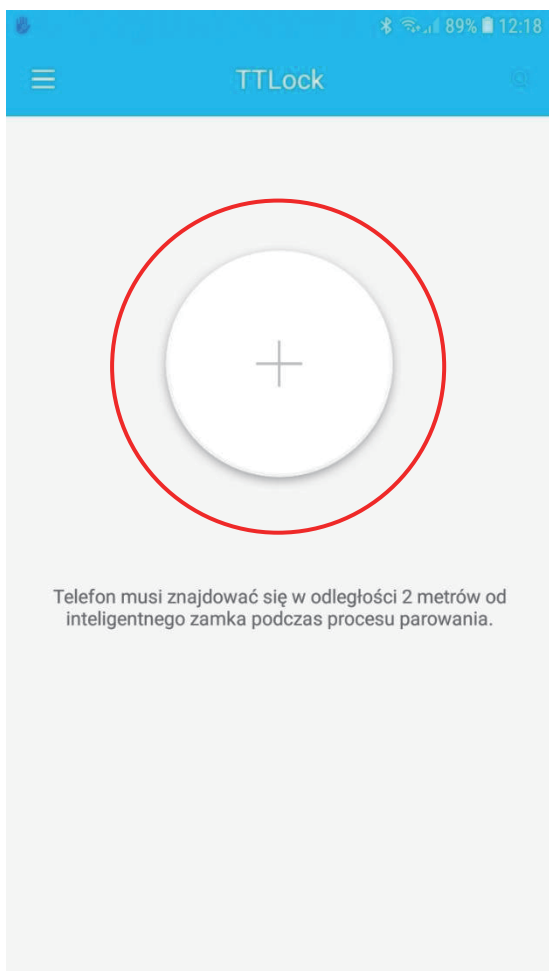 89% 12:18
TTLock
Telefon musi znajdować się w odległości 2 metrów od
inteligentnego zamka podczas procesu parowania.